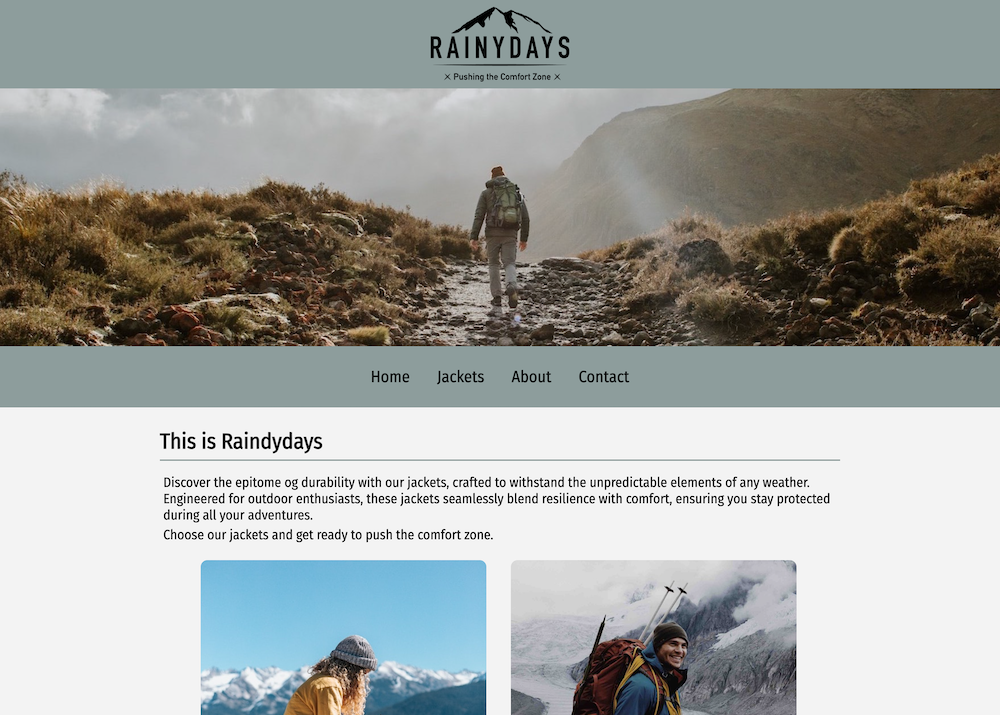 RAINYDAYS
× Pushing the Comfort Zone ×
Home Jackets About Contact
This is Raindydays
Discover the epitome og durability with our jackets, crafted to withstand the unpredictable elements of any weather.
Engineered for outdoor enthusiasts, these jackets seamlessly blend resilience with comfort, ensuring you stay protected
during all your adventures.
Choose our jackets and get ready to push the comfort zone.